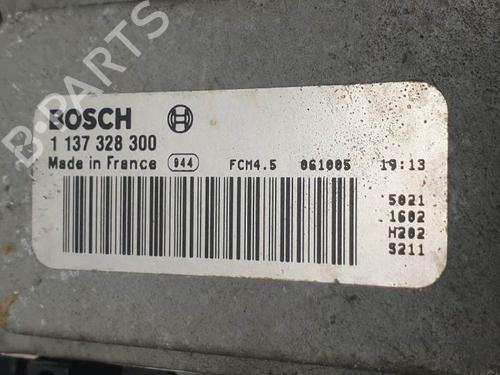 BOSCH
1 137 328 300
Made in France 944 FCM4.5 061005 19:13
5021
1602
H202
S211
B-PARTS